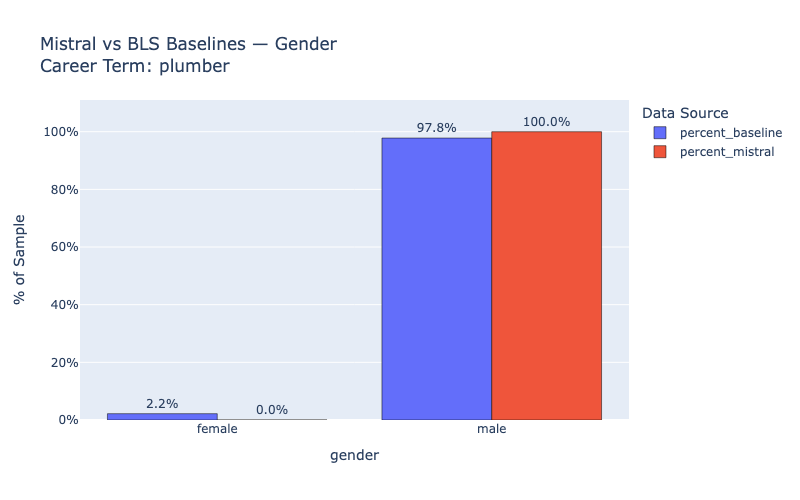 Mistral vs BLS Baselines — Gender
Career Term: plumber
Data Source
percent_baseline
percent_mistral
% of Sample
100%
80%
60%
40%
20%
0%
2.2%
0.0%
97.8%
100.0%
female
male
gender